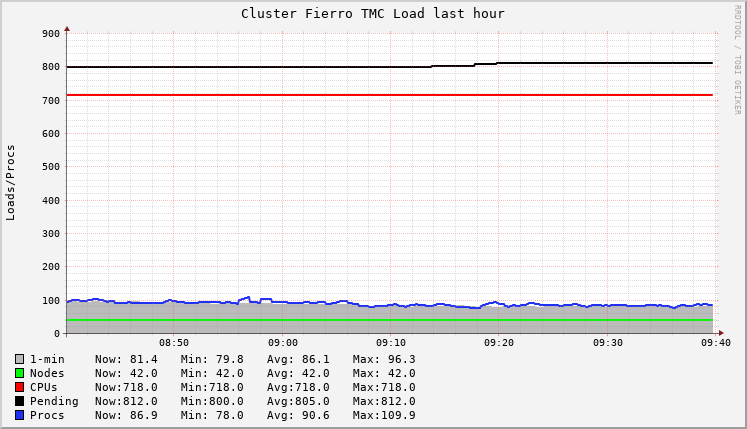 Cluster Fierro TMC Load last hour
RRDTOOL / TOBI OETIKER
Loads/Procs
900
800
700
600
500
400
300
200
100
0
08:50 09:00 09:10 09:20 09:30 09:40
1-min Now: 81.4 Min: 79.8 Avg: 86.1 Max: 96.3
Nodes Now: 42.0 Min: 42.0 Avg: 42.0 Max: 42.0
CPUs Now:718.0 Min:718.0 Avg:718.0 Max:718.0
Pending Now:812.0 Min:800.0 Avg:805.0 Max:812.0
Procs Now: 86.9 Min: 78.0 Avg: 90.6 Max:109.9